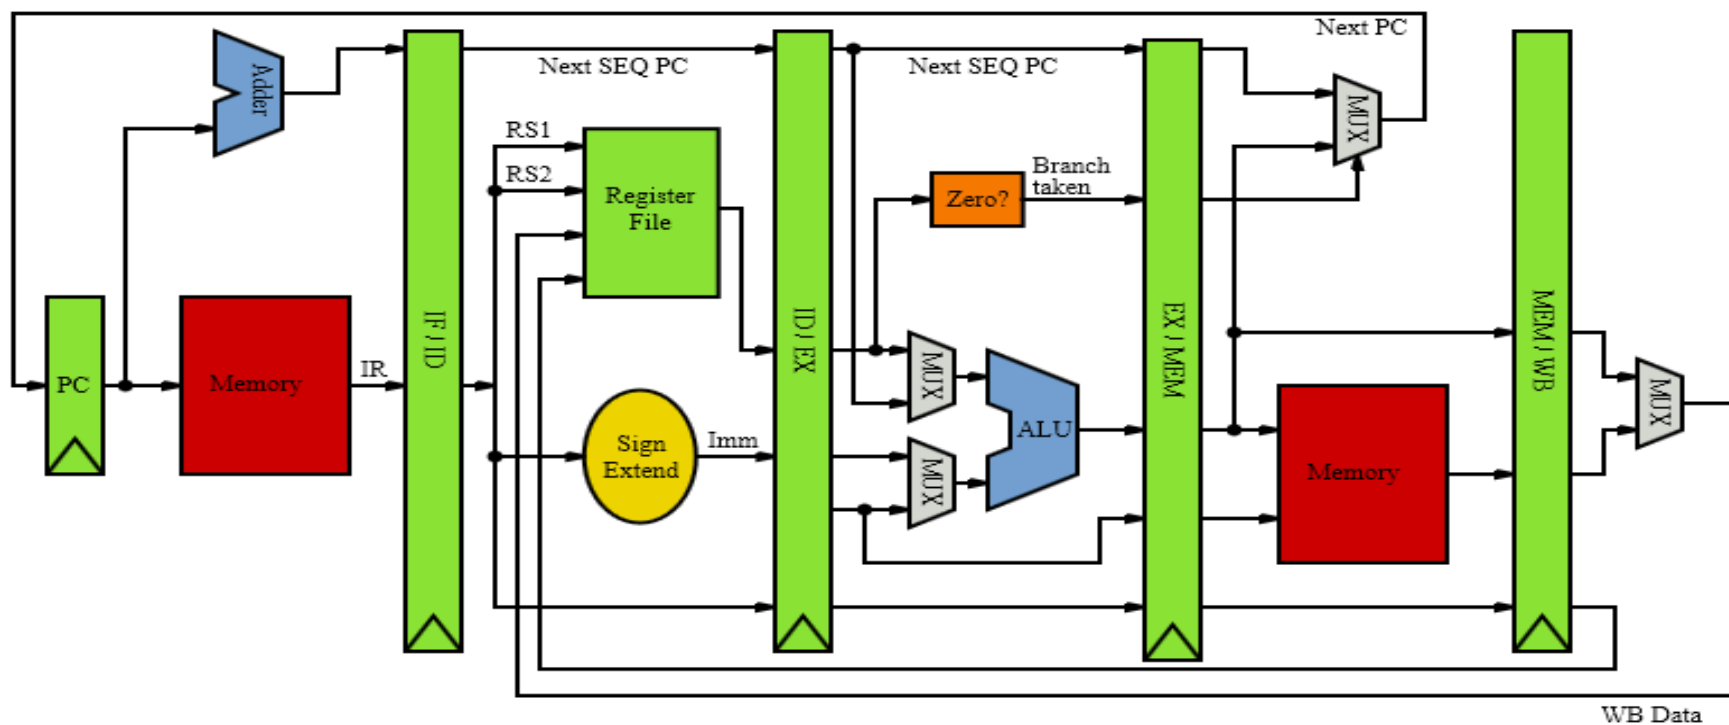 Next PC
Adder
Next SEQ PC
Next SEQ PC
MUX
RS1
RS2
Register
File
Zero?
Branch
taken
PC
Memory
IR
IF / ID
ID / EX
EX / MEM
MEM / WB
MUX
MUX
Sign
Extend
Imm
MUX
ALU
Memory
WB Data